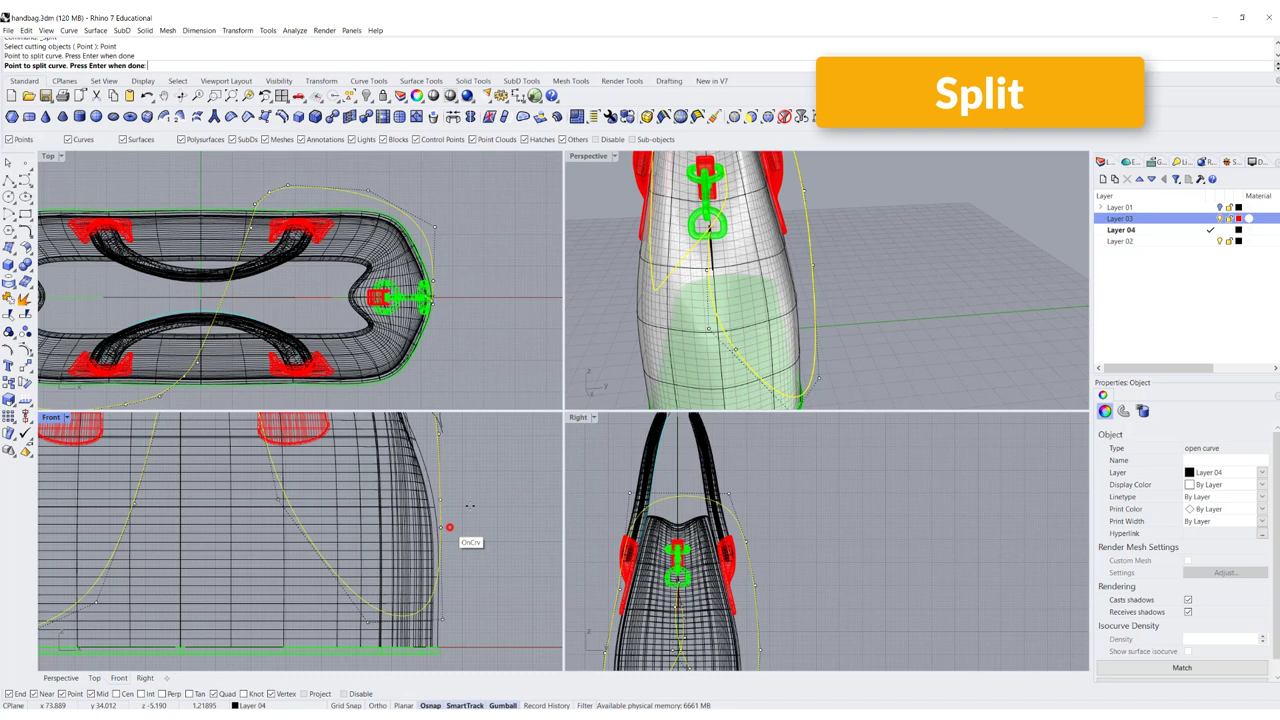 handbag.3dm (120 MB) - Rhino 7 Educational
File Edit View Curve Surface SubD Solid Mesh Dimension Transform Tools Analyze Render Panels Help
Select cutting objects ( Point ): Point
Point to split curve. Press Enter when done:
Point to split curve. Press Enter when done:
Split
Standard CPlanes Set View Display Select Viewport Layout Visibility Transform Curve Tools Surface Tools Solid Tools SubD Tools Mesh Tools Render Tools Drafting New in V7
Points Curves Surfaces Polysurfaces SubDs Meshes Annotations Lights Blocks Control Points Point Clouds Hatches Others Disable Sub-objects
Top
Perspective
Layer Material
Layer 01
Layer 03
Layer 04
Layer 02
Properties: Object
Front
Right
Object
Type open curve
Name
Layer Layer 04
Display Color By Layer
Linetype By Layer
Print Color By Layer
Print Width By Layer
Hyperlink
OnCrv
Render Mesh Settings
Custom Mesh
Settings Adjust...
Rendering
Casts shadows
Receives shadows
Isocurve Density
Density
Show surface isocurve
Match
Perspective Top Front Right
End Near Point Mid Cen Int Perp Tan Quad Knot Vertex Project Disable
CPlane x 73.889 y 34.012 z -5.190 1.21895 Layer 04 Grid Snap Ortho Planar Osnap SmartTrack Gumball Record History Filter Available physical memory: 6661 MB